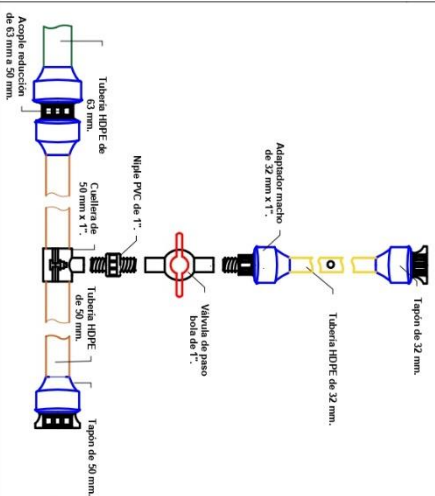 Tubería HDPE de
63 mm.
Acople reducción
de 63 mm a 50 mm.
Cuellera de
50 mm x 1".
Tubería HDPE
de 50 mm.
Tapón de 50 mm.
Niple PVC de 1".
Válvula de paso
bola de 1".
Adaptador macho
de 32 mm x 1".
Tubería HDPE de 32 mm.
Tapón de 32 mm.